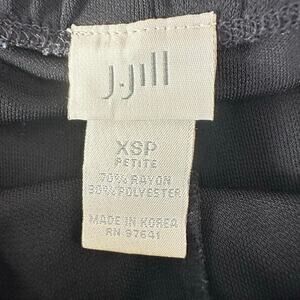 J.Jill
XSP
PETITE
70% RAYON
30% POLYESTER
MADE IN KOREA
RN 97641